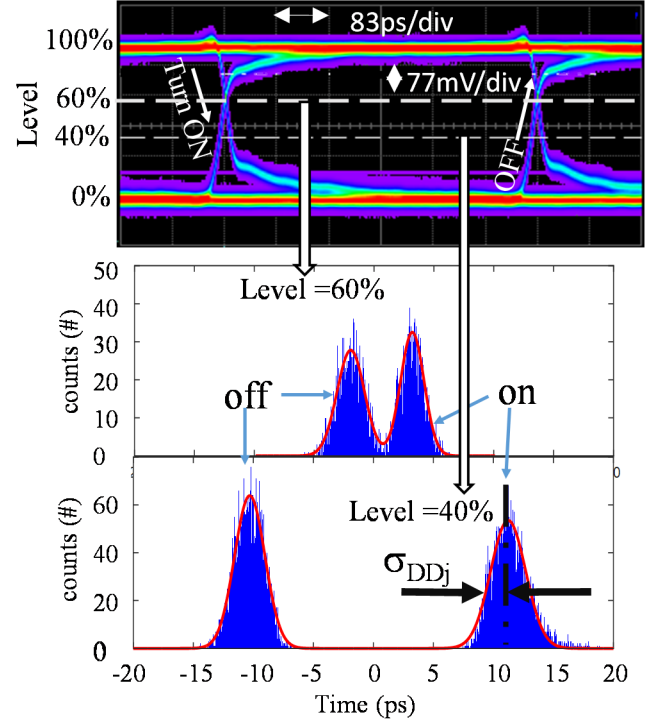 83ps/div
100%
Turn ON
77mV/div
60%
Level
40%
OFF
0%
50
Level =60%
40
counts (#)
30
off
on
20
10
0
60
Level =40%
counts (#)
40
σDDj
20
0
-20 -15 -10 -5 0 5 10 15 20
Time (ps)